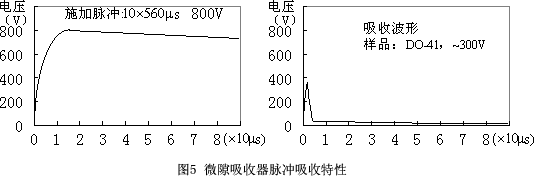 电压
(V)
施加脉冲:10×560μs 800V
800
600
400
200
0
0 1 2 3 4 5 6 7 8 (×10μs)
电压
(V)
吸收波形
样品：DO-41，~300V
800
600
400
200
0
0 1 2 3 4 5 6 7 8 (×10μs)
图5 微隙吸收器脉冲吸收特性